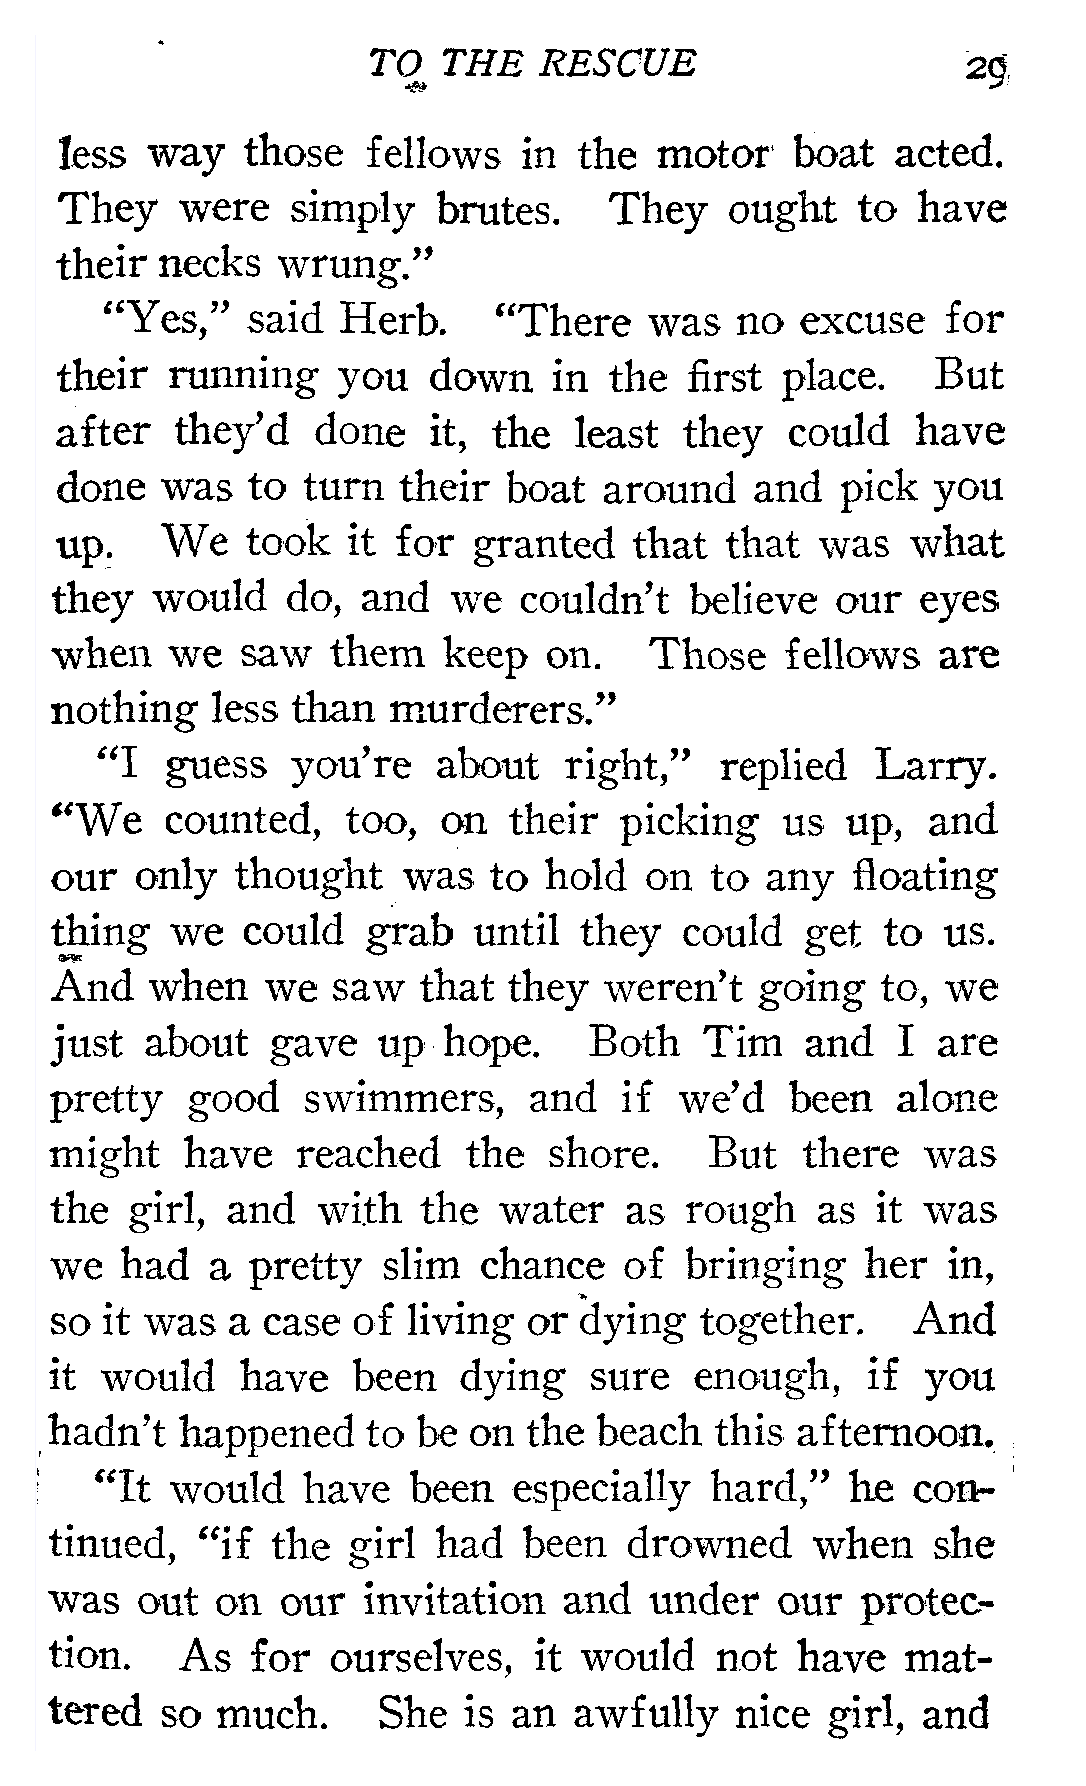 TO THE RESCUE 29
less way those fellows in the motor boat acted.
They were simply brutes. They ought to have
their necks wrung."
"Yes," said Herb. "There was no excuse for
their running you down in the first place. But
after they'd done it, the least they could have
done was to turn their boat around and pick you
up. We took it for granted that that was what
they would do, and we couldn't believe our eyes
when we saw them keep on. Those fellows are
nothing less than murderers."
"I guess you're about right," replied Larry.
"We counted, too, on their picking us up, and
our only thought was to hold on to any floating
thing we could grab until they could get to us.
And when we saw that they weren't going to, we
just about gave up hope. Both Tim and I are
pretty good swimmers, and if we'd been alone
might have reached the shore. But there was
the girl, and with the water as rough as it was
we had a pretty slim chance of bringing her in,
so it was a case of living or dying together. And
it would have been dying sure enough, if you
hadn't happened to be on the beach this afternoon.
"It would have been especially hard," he con-
tinued, "if the girl had been drowned when she
was out on our invitation and under our protec-
tion. As for ourselves, it would not have mat-
tered so much. She is an awfully nice girl, and